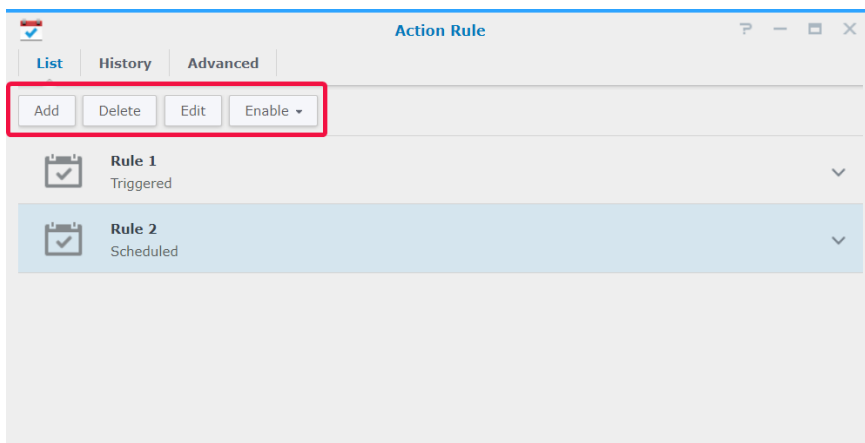 Action Rule
List History Advanced
Add Delete Edit Enable
Rule 1
Triggered
Rule 2
Scheduled